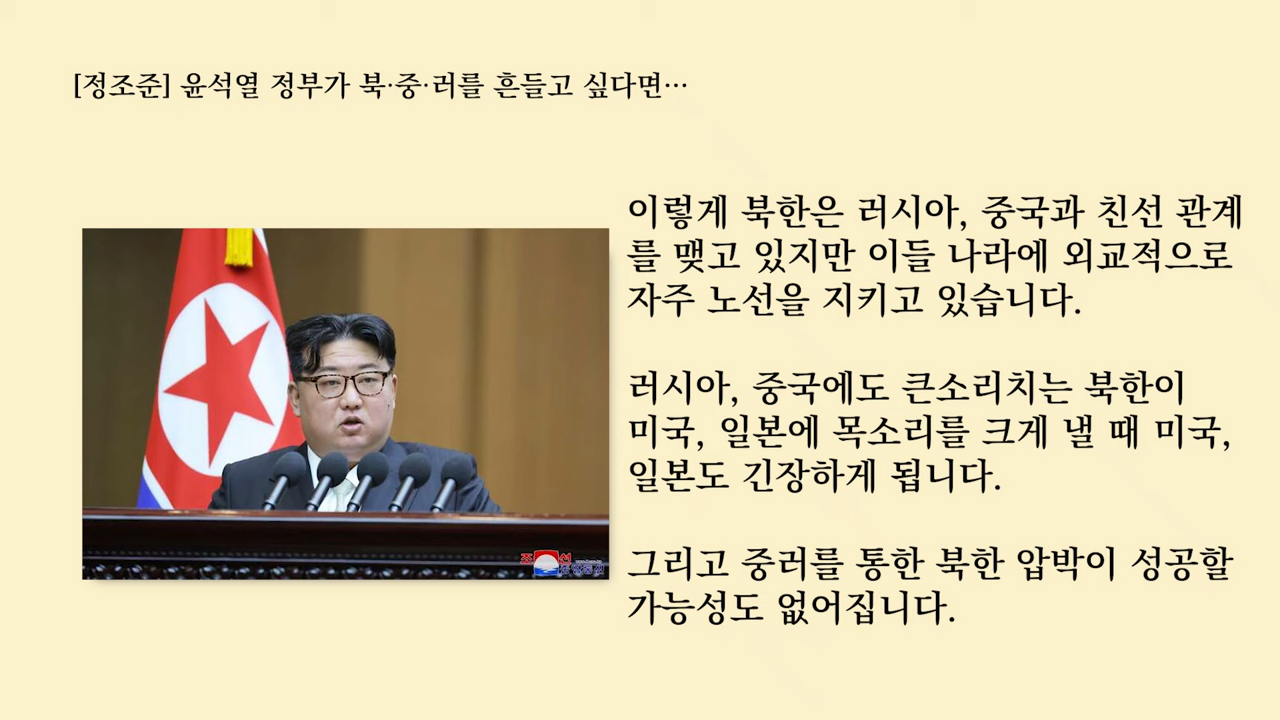 [정조준] 윤석열 정부가 북·중·러를 흔들고 싶다면…
이렇게 북한은 러시아, 중국과 친선 관계
를 맺고 있지만 이들 나라에 외교적으로
자주 노선을 지키고 있습니다.
러시아, 중국에도 큰소리치는 북한이
미국, 일본에 목소리를 크게 낼 때 미국,
일본도 긴장하게 됩니다.
그리고 중러를 통한 북한 압박이 성공할
가능성도 없어집니다.
조선